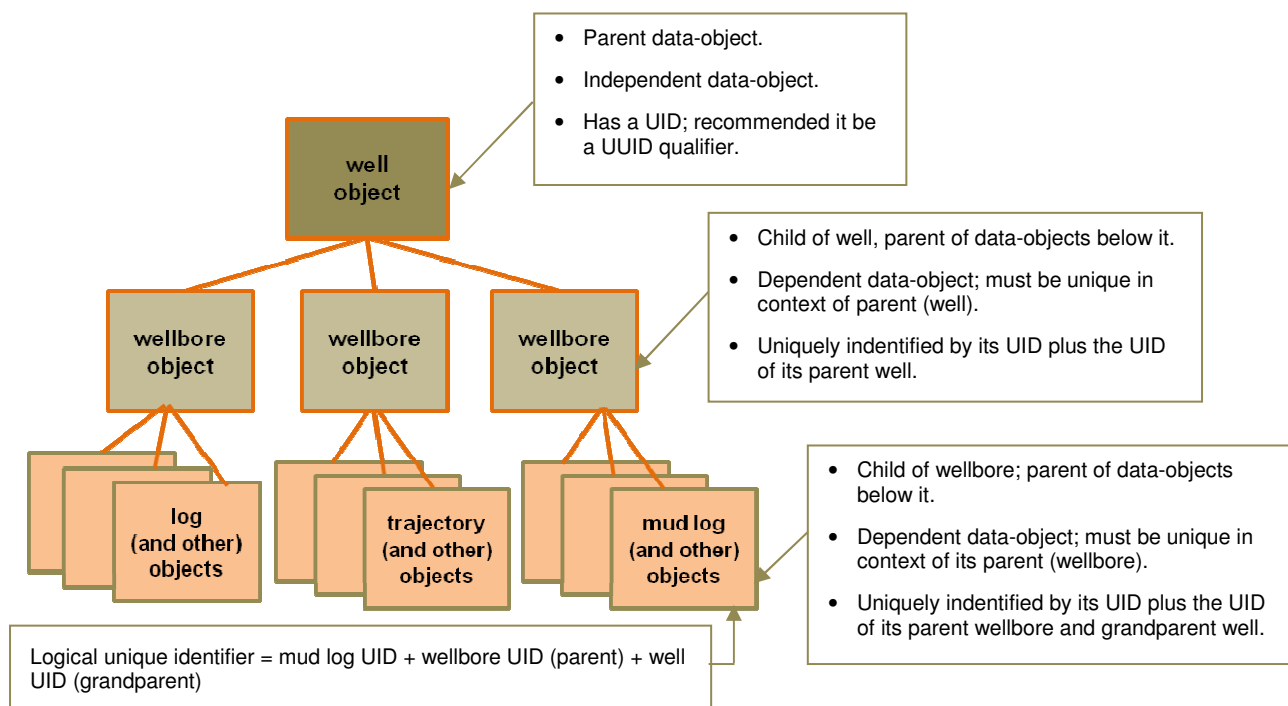 • Parent data-object.
• Independent data-object.
• Has a UID; recommended it be
a UUID qualifier.
well
object
• Child of well, parent of data-objects below it.
• Dependent data-object; must be unique in
context of parent (well).
• Uniquely indentified by its UID plus the UID
of its parent well.
wellbore
object
wellbore
object
wellbore
object
• Child of wellbore; parent of data-objects
below it.
• Dependent data-object; must be unique in
context of its parent (wellbore).
• Uniquely indentified by its UID plus the UID
of its parent wellbore and grandparent well.
log
(and other)
objects
trajectory
(and other)
objects
mud log
(and other)
objects
Logical unique identifier = mud log UID + wellbore UID (parent) + well
UID (grandparent)